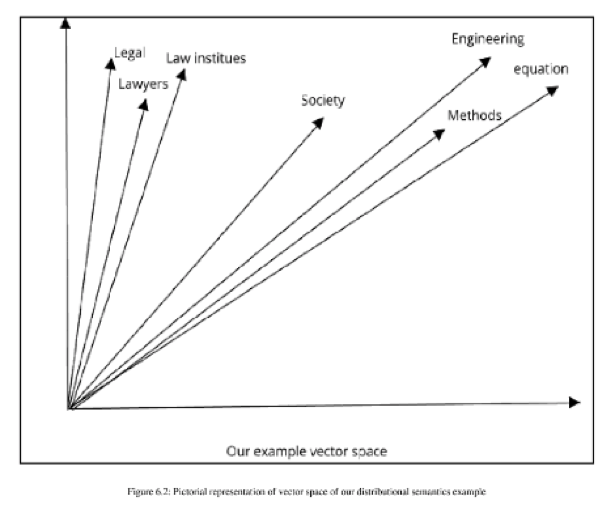 Legal
Law institues
Engineering
Lawyers
equation
Society
Methods
Our example vector space
Figure 6.2: Pictorial representation of vector space of our distributional semantics example